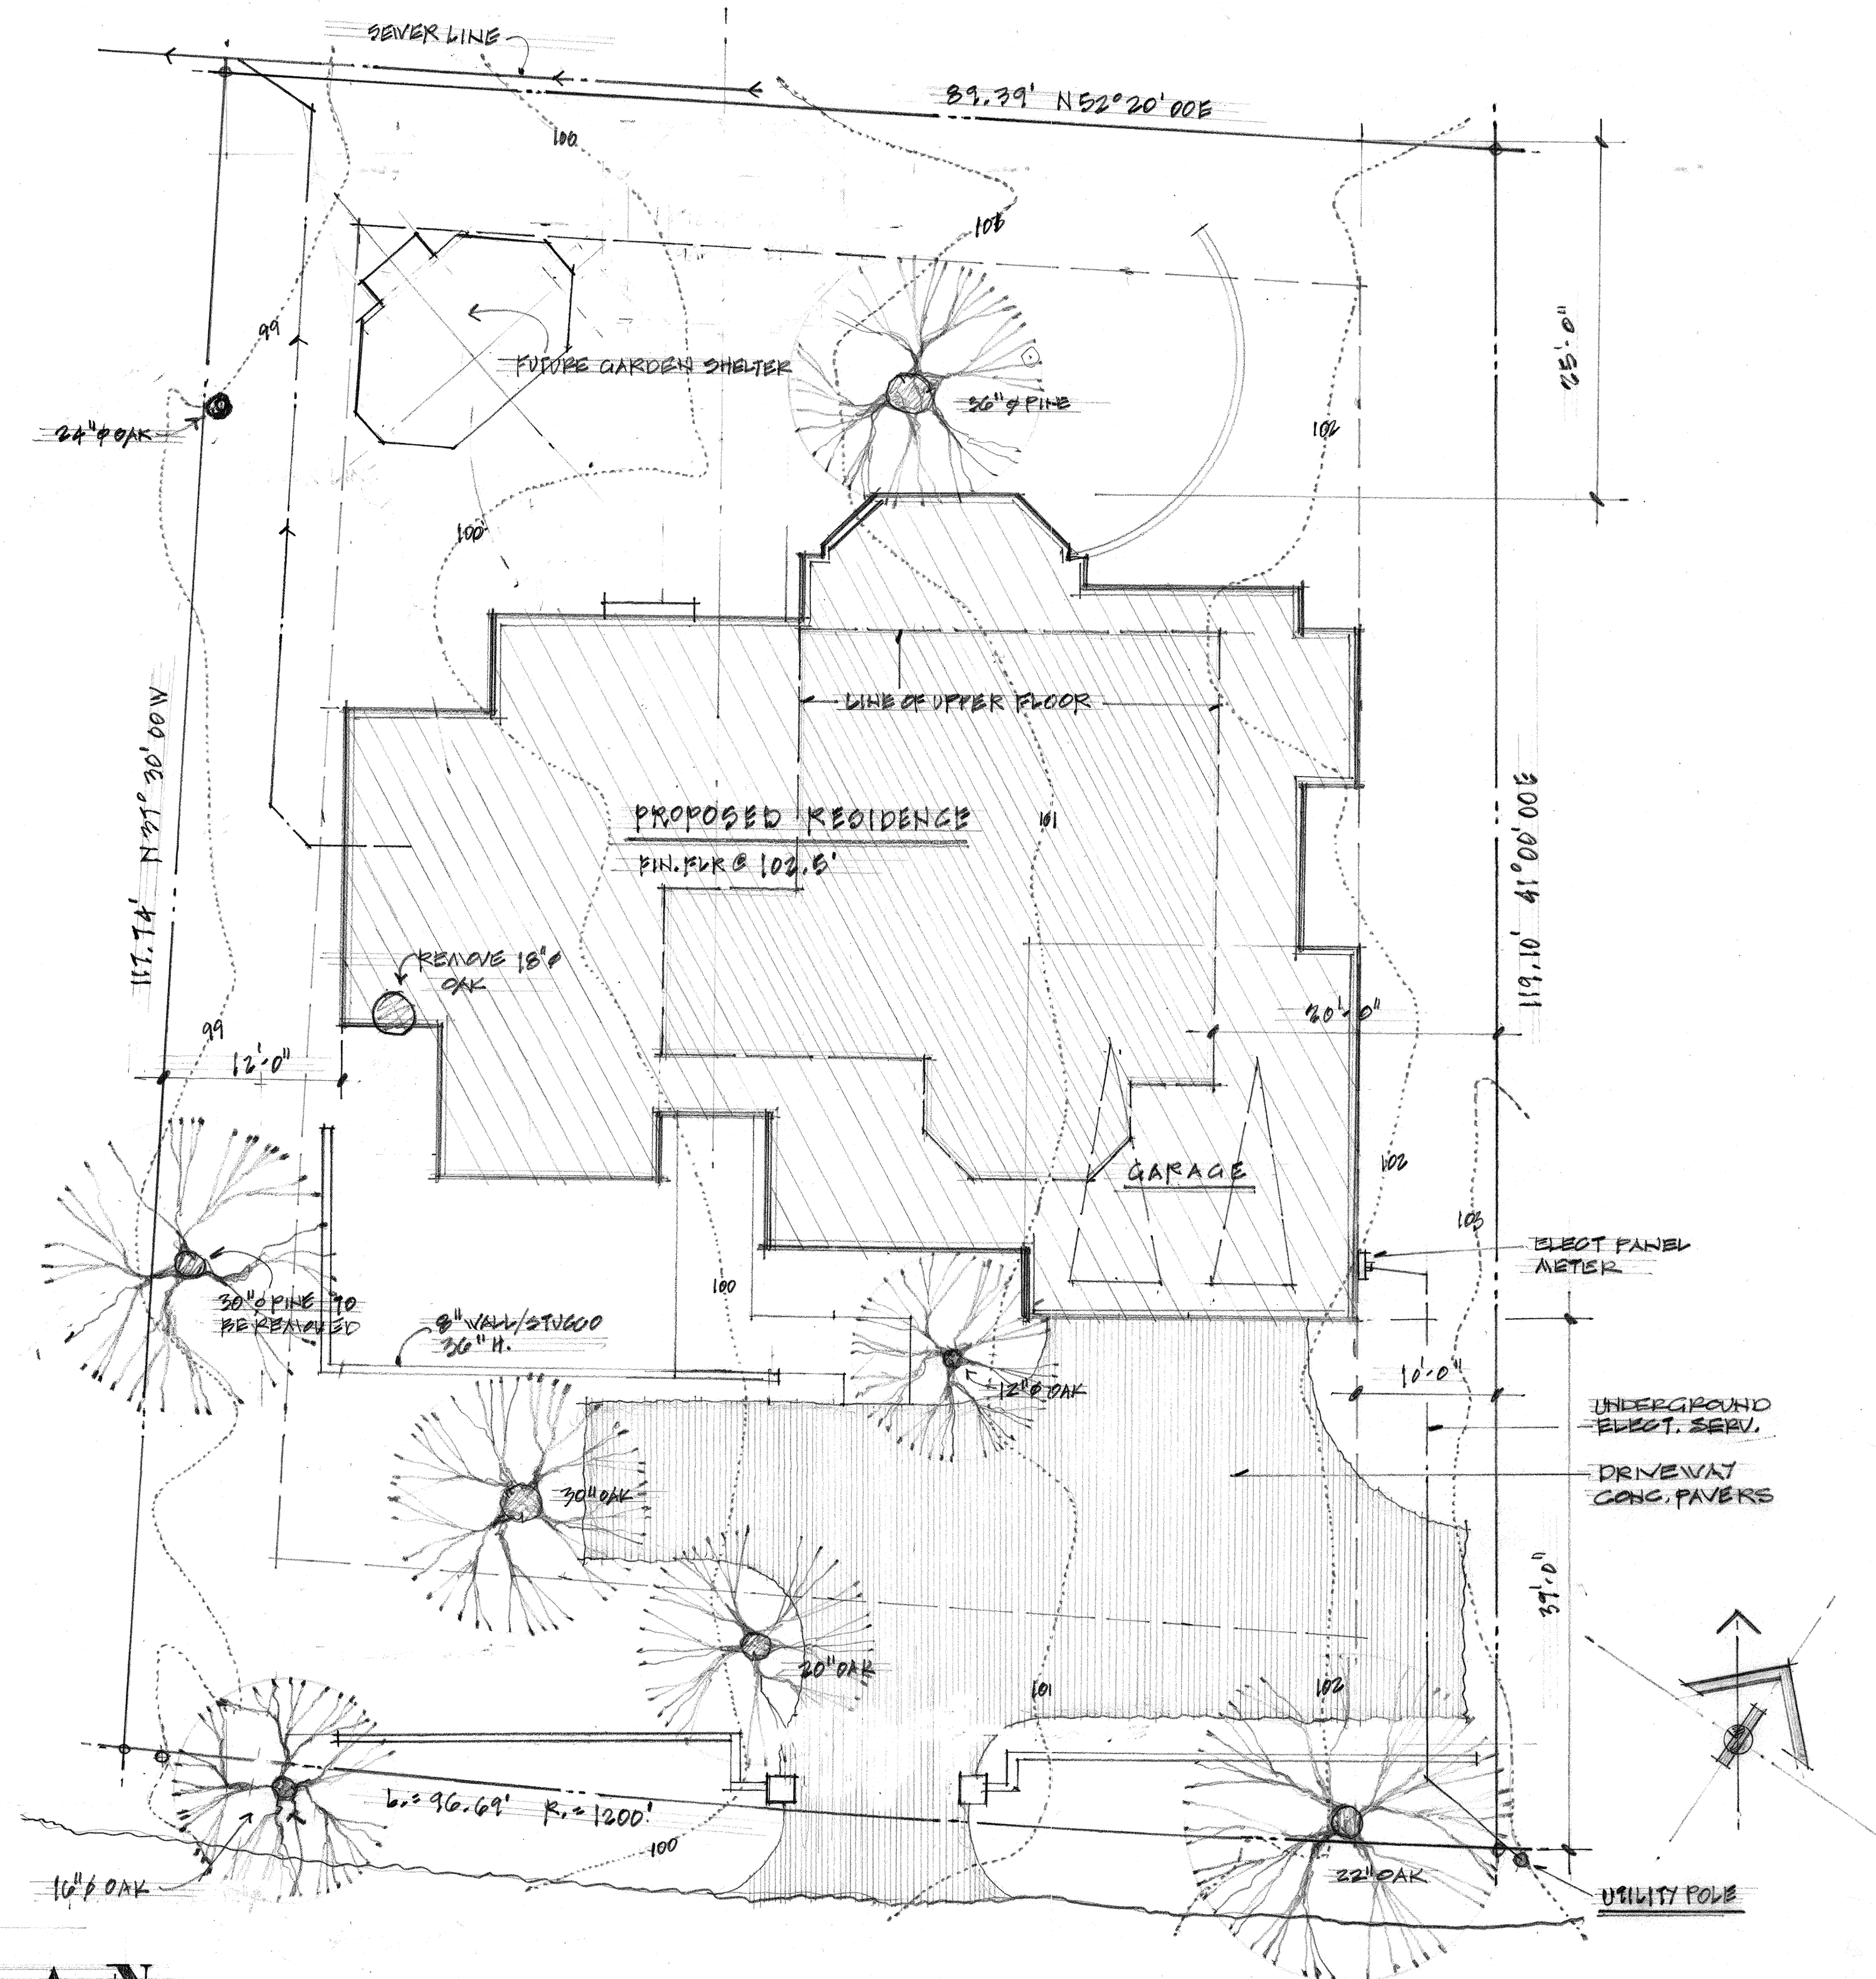 SEWER LINE
89.39' N52°20'00E
100
101
99
FUTURE GARDEN SHELTER
25'-0"
24"ø OAK
36"ø PINE
102
100
LINE OF UPPER FLOOR
117.74' N39°30'00W
PROPOSED RESIDENCE
FIN. FLR @ 102.5'
101
119.10' 41°00'00E
REMOVE 18"ø
OAK
20'-0"
99
12'-0"
GARAGE
102
103
ELECT PANEL
METER
30"ø PINE TO
BE REMOVED
100
8" WALL/STUCCO
36" H.
12"ø OAK
10'-0"
UNDERGROUND
ELECT. SERV.
DRIVEWAY
CONC. PAVERS
30" OAK
39'-0"
20" OAK
101
102
L.= 96.69' R.= 1200'
100
16"ø OAK
22" OAK
UTILITY POLE